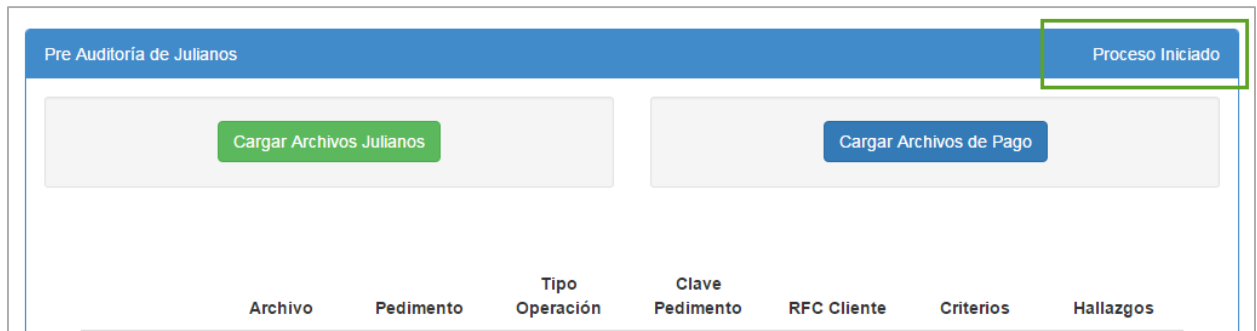 Pre Auditoría de Julianos
Proceso Iniciado
Cargar Archivos Julianos
Cargar Archivos de Pago
Archivo
Pedimento
Tipo
Operación
Clave
Pedimento
RFC Cliente
Criterios
Hallazgos